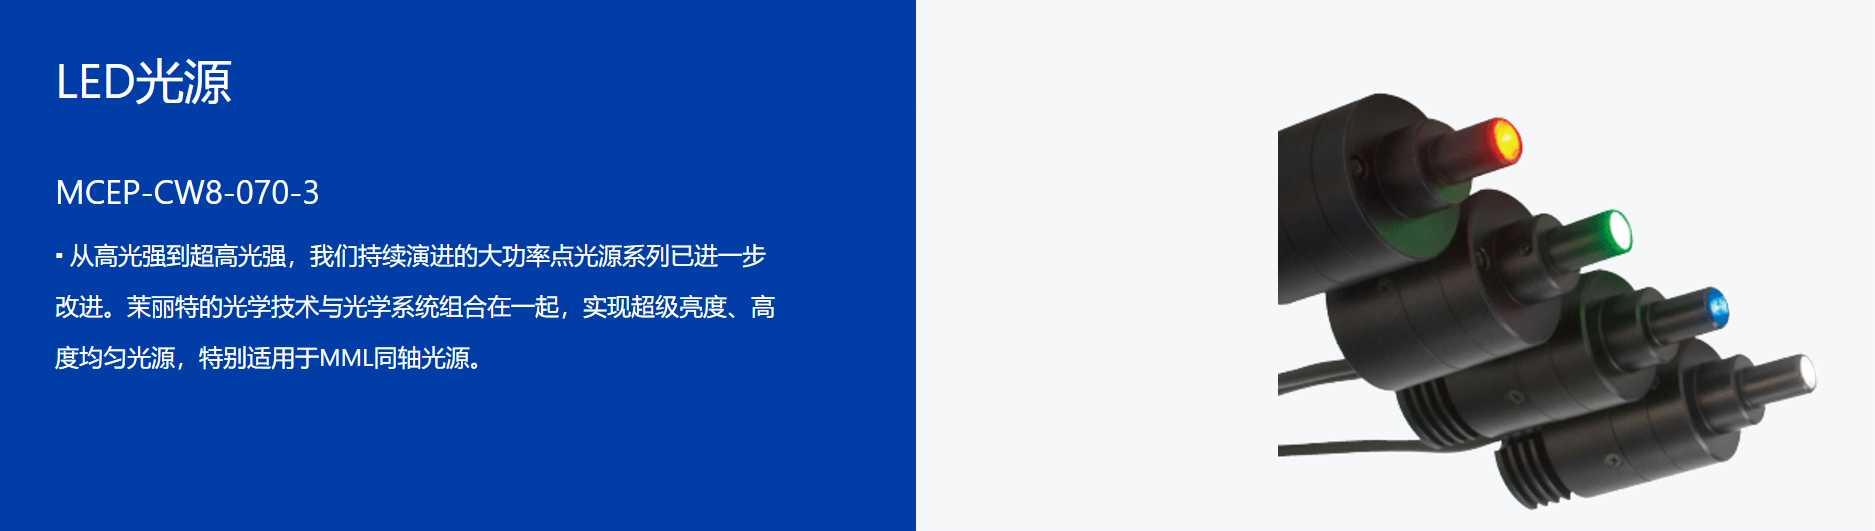 LED光源
MCEP-CW8-070-3
▪ 从高光强到超高光强，我们持续演进的大功率点光源系列已进一步
改进。茉丽特的光学技术与光学系统组合在一起，实现超级亮度、高
度均匀光源，特别适用于MML同轴光源。